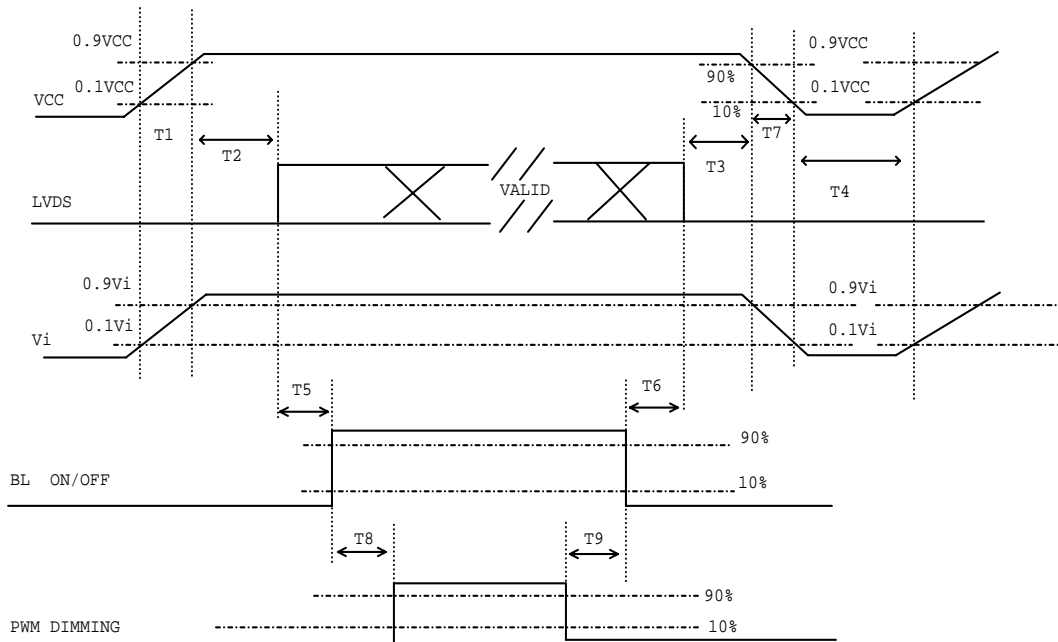 0.9VCC
0.9VCC
90%
0.1VCC
0.1VCC
VCC
10%
T1
T7
T2
T3
T4
VALID
LVDS
0.9Vi
0.9Vi
0.1Vi
0.1Vi
Vi
T5
T6
90%
BL ON/OFF
10%
T8
T9
90%
PWM DIMMING
10%